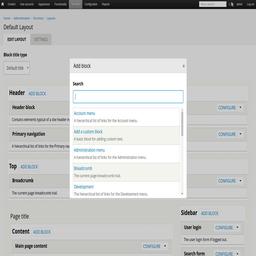 Default Layout
EDIT LAYOUT
SETTINGS
Block title type
Default title
Add block
Search
Account menu
A hierarchical list of links for the Account menu.
Add a custom block
A basic block for adding custom text.
Administration menu
A hierarchical list of links for the Administration menu.
Breadcrumb
The current page breadcrumb trail.
Development
A hierarchical list of links for the Development menu.
Header ADD BLOCK
Header block
CONFIGURE
Contains elements typical of a site header
Primary navigation
CONFIGURE
A hierarchical list of links for the Primary
Top ADD BLOCK
Breadcrumb
CONFIGURE
The current page breadcrumb trail.
Page title
Content ADD BLOCK
Main page content
CONFIGURE
Sidebar ADD BLOCK
User login
CONFIGURE
The user login form if logged out.
Search form
CONFIGURE